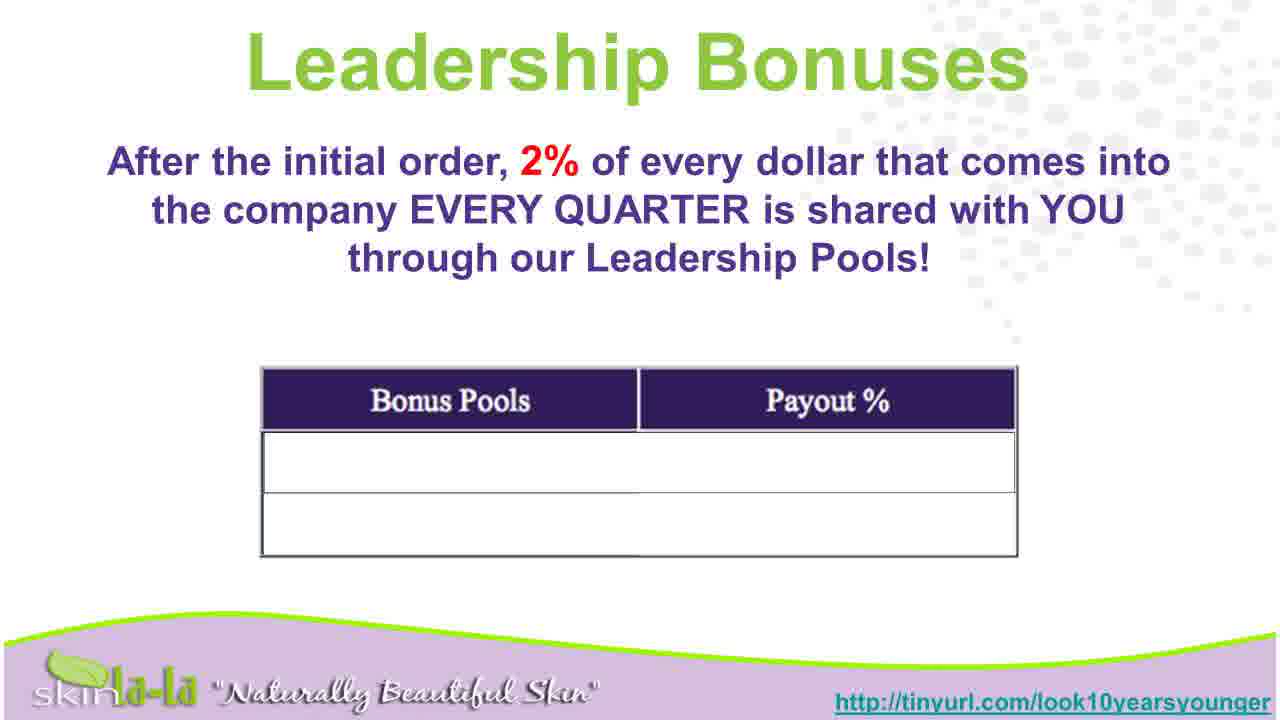 Leadership Bonuses
After the initial order, 2% of every dollar that comes into
the company EVERY QUARTER is shared with YOU
through our Leadership Pools!
Bonus Pools Payout %
skin la-la "Naturally Beautiful Skin"
http://tinyurl.com/look10yearsyounger